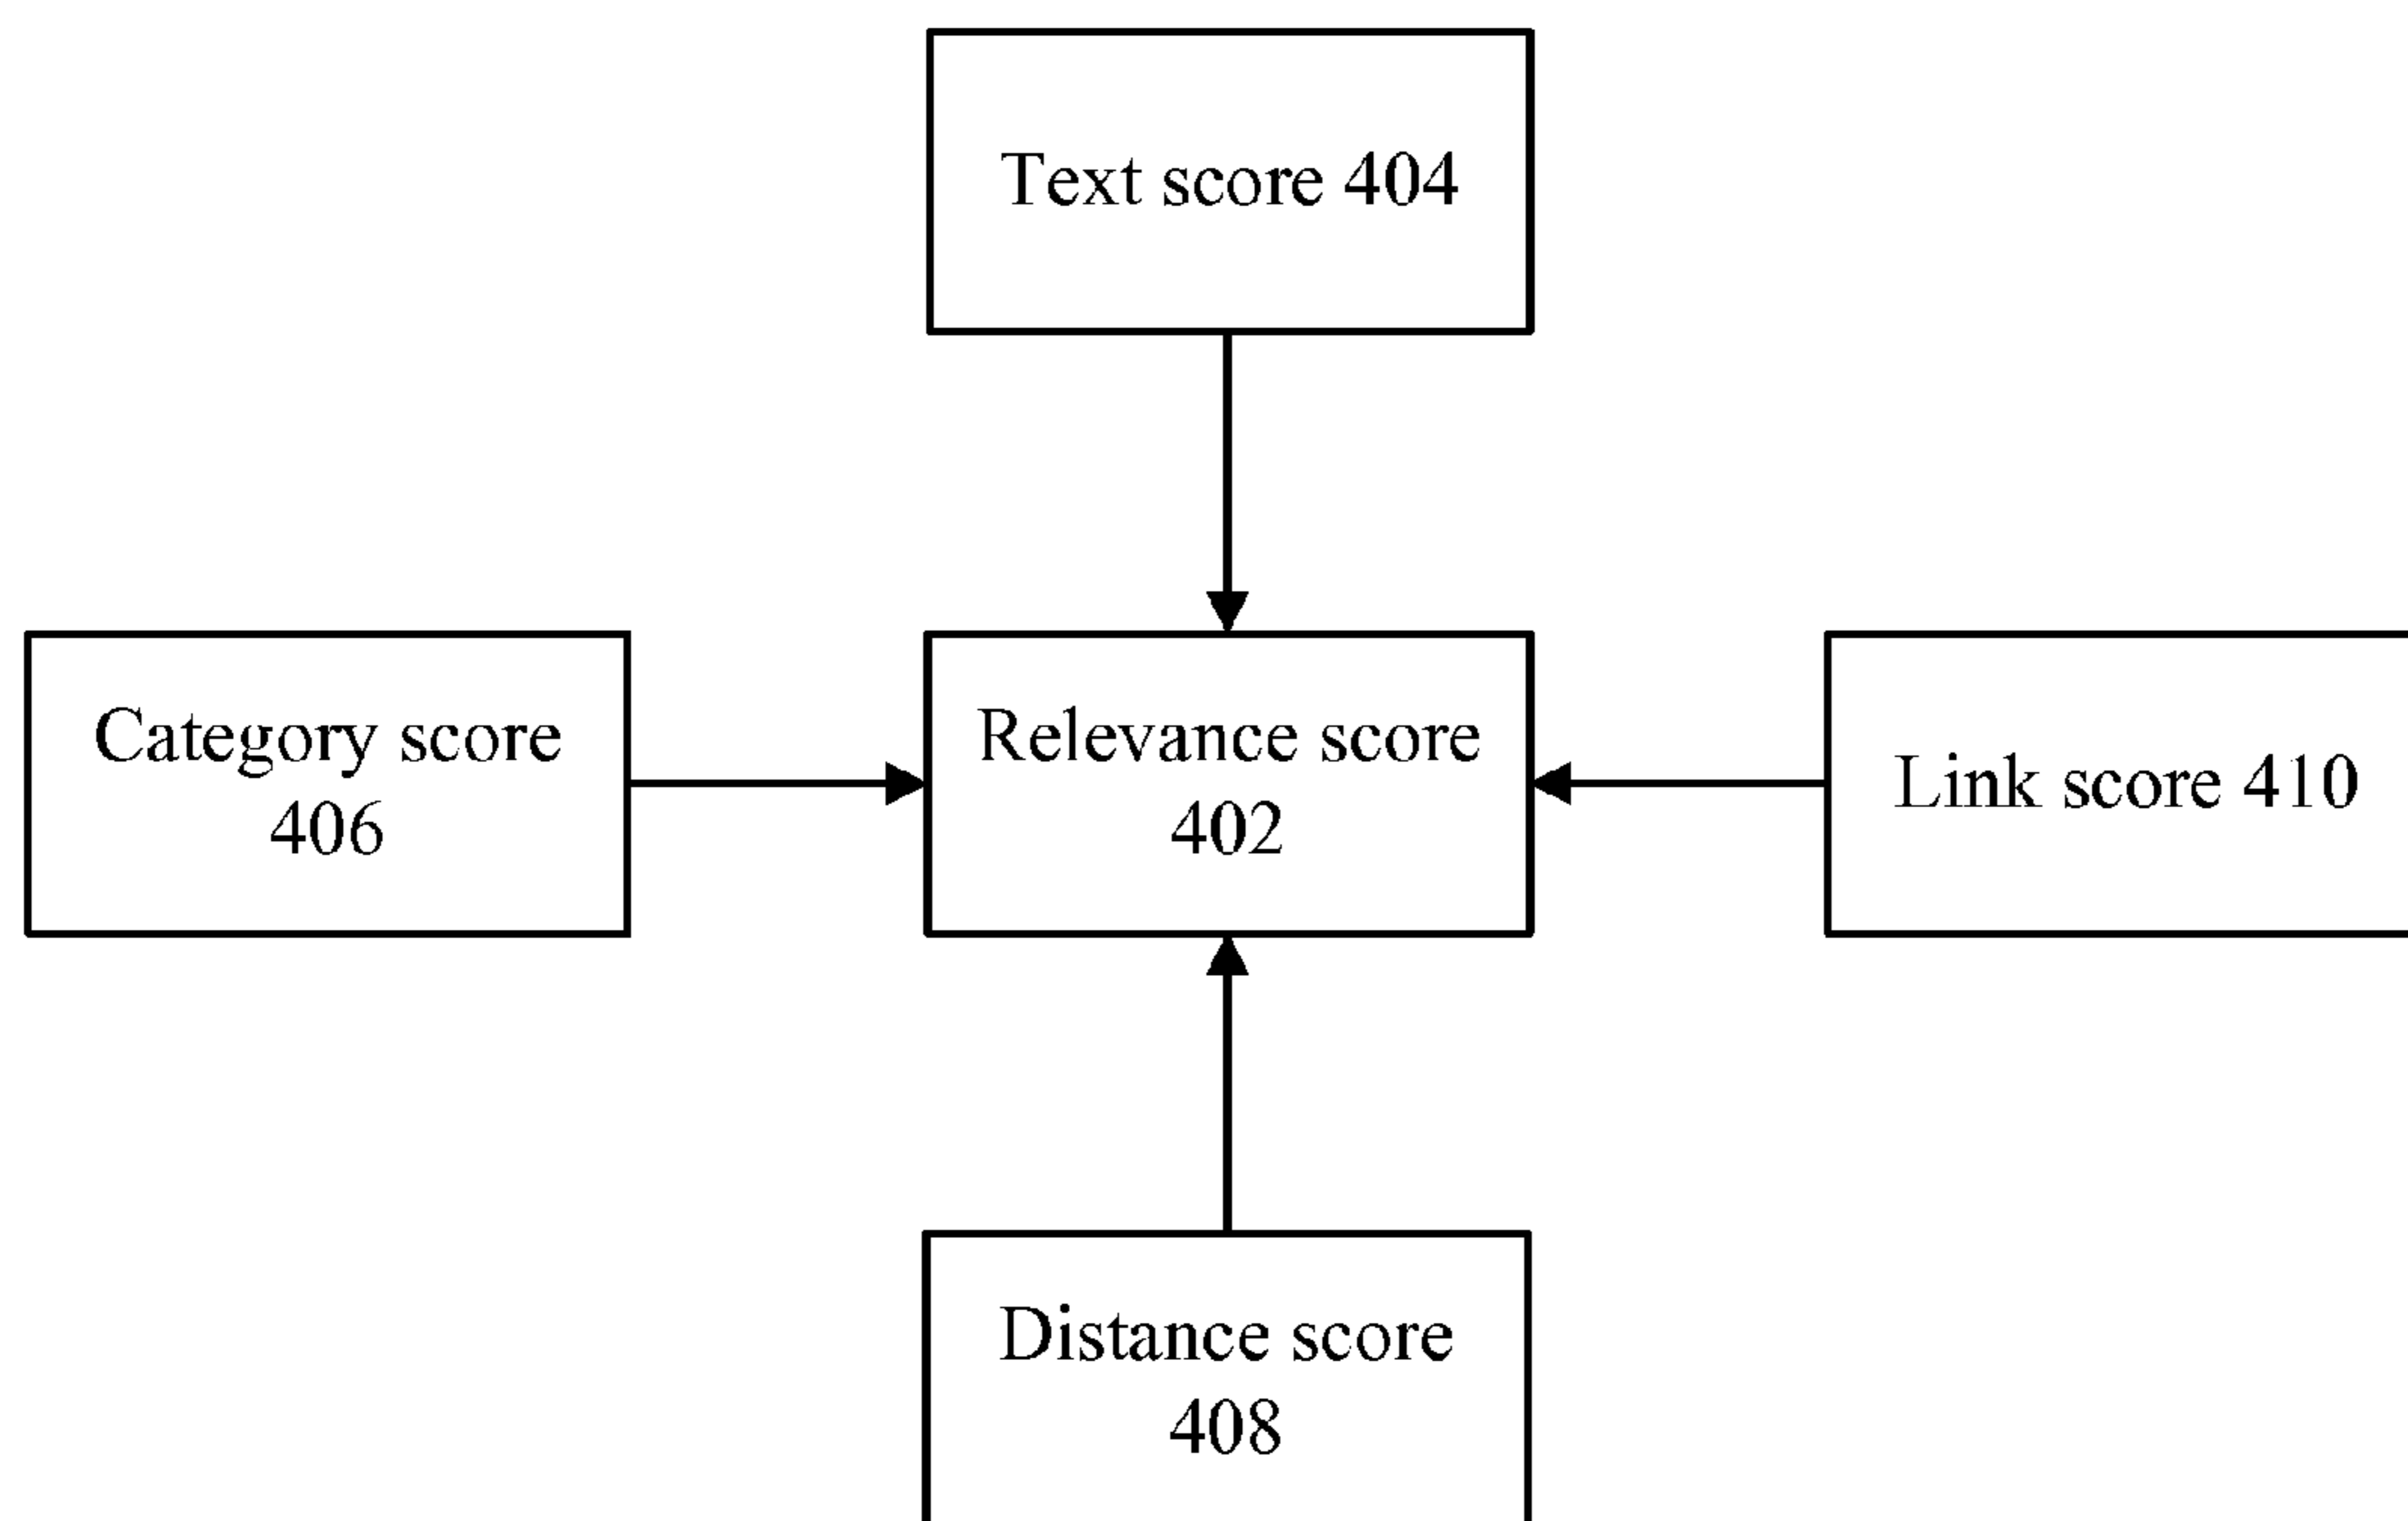 Text score 404
Category score
406
Relevance score
402
Link score 410
Distance score
408